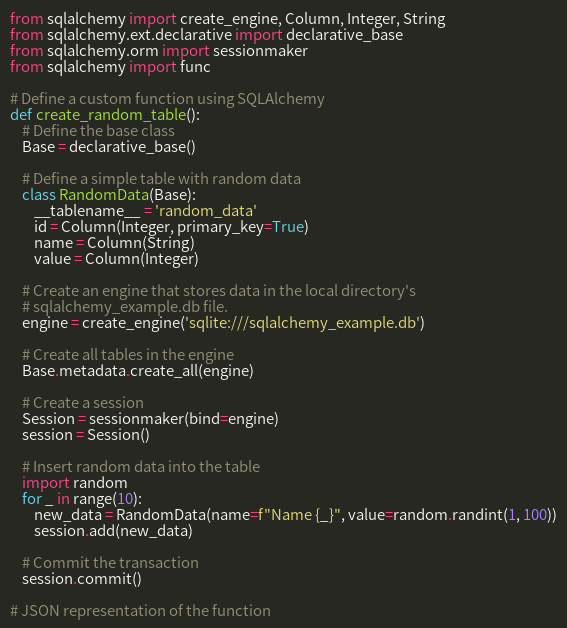 from sqlalchemy import create_engine, Column, Integer, String
from sqlalchemy.ext.declarative import declarative_base
from sqlalchemy.orm import sessionmaker
from sqlalchemy import func

# Define a custom function using SQLAlchemy
def create_random_table():
    # Define the base class
    Base = declarative_base()

    # Define a simple table with random data
    class RandomData(Base):
        __tablename__ = 'random_data'
        id = Column(Integer, primary_key=True)
        name = Column(String)
        value = Column(Integer)

    # Create an engine that stores data in the local directory's
    # sqlalchemy_example.db file.
    engine = create_engine('sqlite:///sqlalchemy_example.db')

    # Create all tables in the engine
    Base.metadata.create_all(engine)

    # Create a session
    Session = sessionmaker(bind=engine)
    session = Session()

    # Insert random data into the table
    import random
    for _ in range(10):
        new_data = RandomData(name=f"Name {_}", value=random.randint(1, 100))
        session.add(new_data)

    # Commit the transaction
    session.commit()

# JSON representation of the function